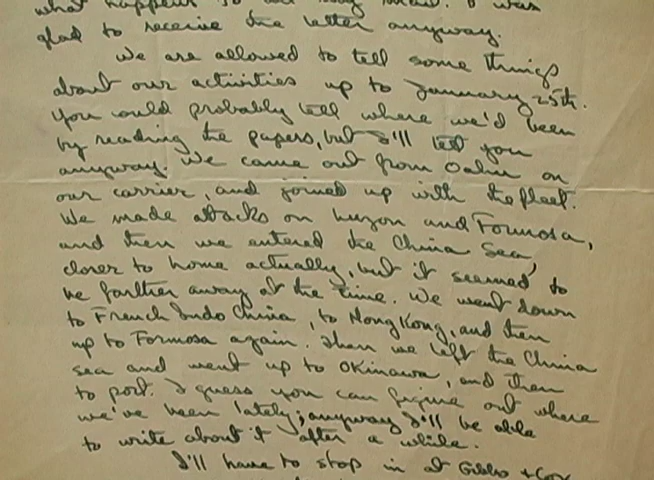 what happens to
glad to receive the letter anyway.
We are allowed to tell some things
about our activities up to January 25th.
You could probably tell where we'd been
by reading the papers, but I'll tell you
anyway. We came out from Oahu on
our carrier, and joined up with the fleet.
We made attacks on Luzon and Formosa,
and then we entered the China Sea,
closer to home actually, but it seemed to
be farther away at the time. We went down
to French Indo China, to Hong Kong, and then
up to Formosa again. Then we left the China
sea and went up to Okinawa, and then
to port. I guess you can figure out where
we've been lately; anyway I'll be able
to write about it after a while.
I'll have to stop in at Gibbs + Cox